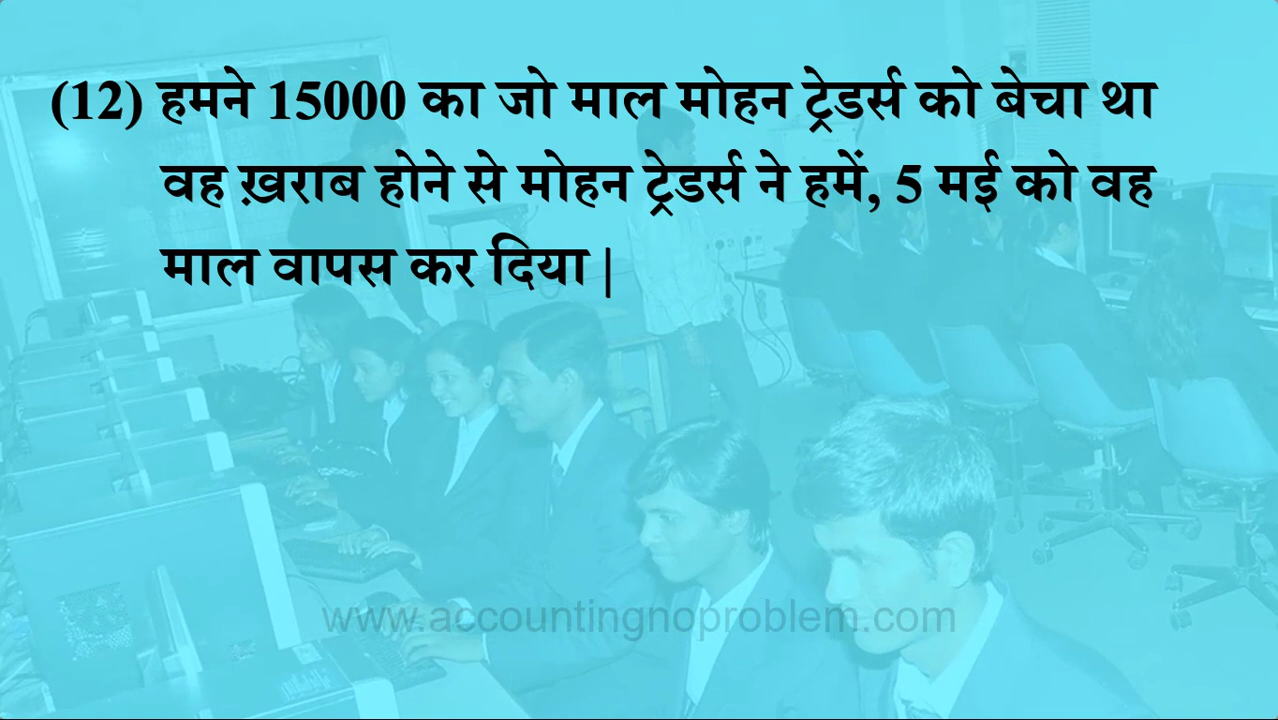 (12) हमने 15000 का जो माल मोहन ट्रेडर्स को बेचा था
वह ख़राब होने से मोहन ट्रेडर्स ने हमें, 5 मई को वह
माल वापस कर दिया |
www.accountingnoproblem.com